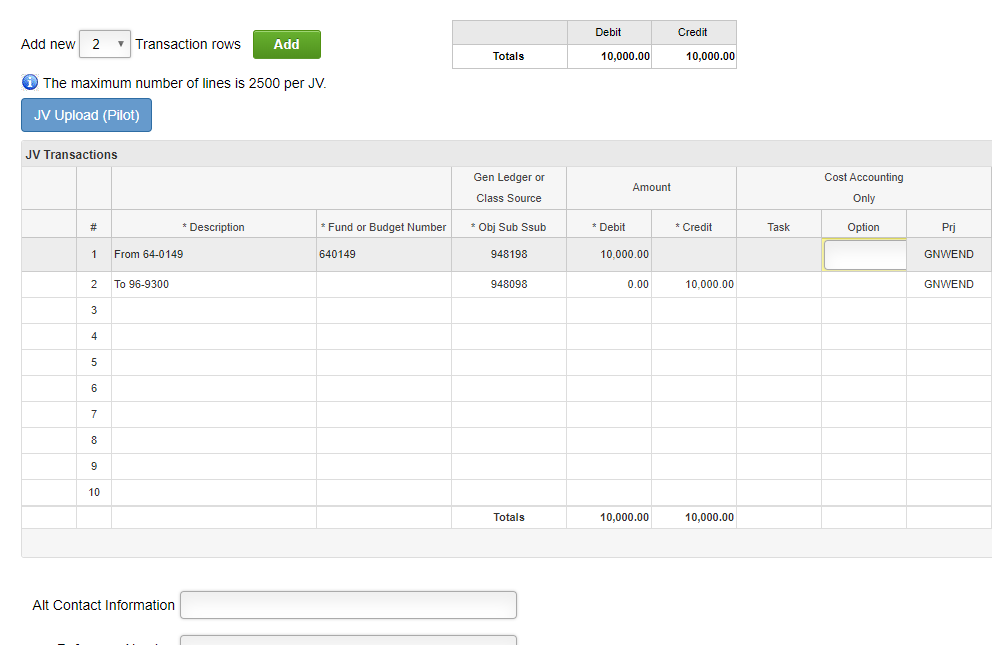 Add new 2 Transaction rows Add
Debit Credit
Totals 10,000.00 10,000.00
The maximum number of lines is 2500 per JV.
JV Upload (Pilot)
JV Transactions
Gen Ledger or Class Source Amount Cost Accounting Only
# * Description * Fund or Budget Number * Obj Sub Ssub * Debit * Credit Task Option Prj
1 From 64-0149 640149 948198 10,000.00 GNWEND
2 To 96-9300 948098 0.00 10,000.00 GNWEND
3
4
5
6
7
8
9
10
Totals 10,000.00 10,000.00
Alt Contact Information